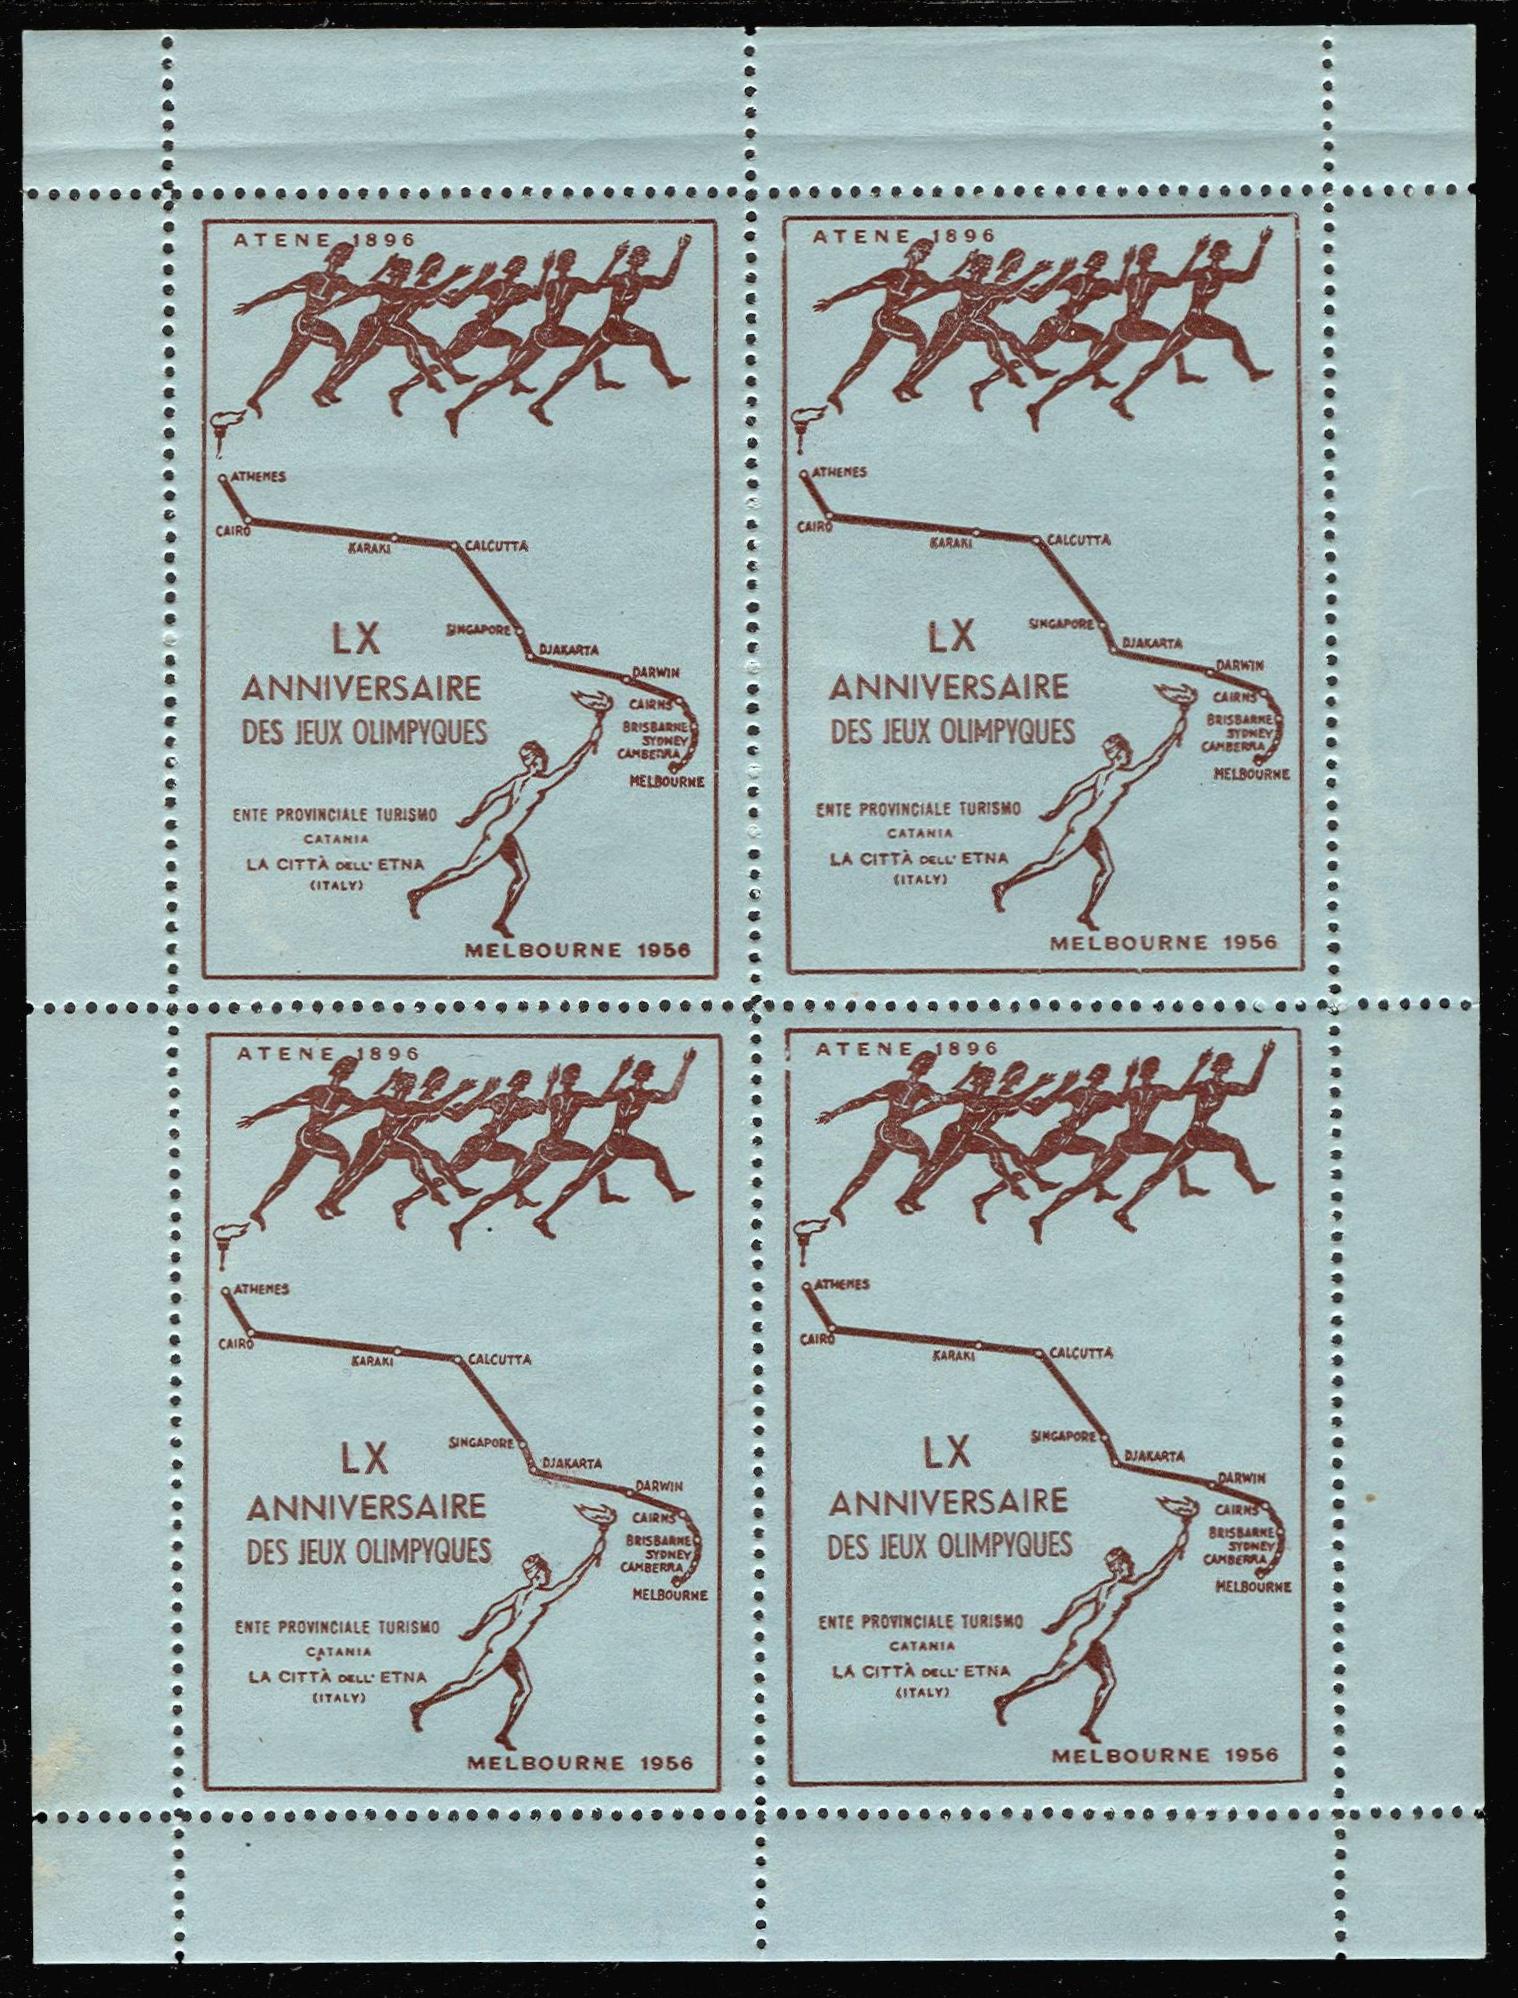 ATENE 1896
ATHENES
CAIRO
KARAKI
CALCUTTA
SINGAPORE
DJAKARTA
DARWIN
CAIRNS
BRISBARNE
SYDNEY
CAMBERRA
MELBOURNE
LX
ANNIVERSAIRE
DES JEUX OLIMPYQUES
ENTE PROVINCIALE TURISMO
CATANIA
LA CITTÀ DELL' ETNA
(ITALY)
MELBOURNE 1956
ATENE 1896
ATHENES
CAIRO
KARAKI
CALCUTTA
SINGAPORE
DJAKARTA
DARWIN
CAIRNS
BRISBARNE
SYDNEY
CAMBERRA
MELBOURNE
LX
ANNIVERSAIRE
DES JEUX OLIMPYQUES
ENTE PROVINCIALE TURISMO
CATANIA
LA CITTÀ DELL' ETNA
(ITALY)
MELBOURNE 1956
ATENE 1896
ATHENES
CAIRO
KARAKI
CALCUTTA
SINGAPORE
DJAKARTA
DARWIN
CAIRNS
BRISBARNE
SYDNEY
CAMBERRA
MELBOURNE
LX
ANNIVERSAIRE
DES JEUX OLIMPYQUES
ENTE PROVINCIALE TURISMO
CATANIA
LA CITTÀ DELL' ETNA
(ITALY)
MELBOURNE 1956
ATENE 1896
ATHENES
CAIRO
KARAKI
CALCUTTA
SINGAPORE
DJAKARTA
DARWIN
CAIRNS
BRISBARNE
SYDNEY
CAMBERRA
MELBOURNE
LX
ANNIVERSAIRE
DES JEUX OLIMPYQUES
ENTE PROVINCIALE TURISMO
CATANIA
LA CITTÀ DELL' ETNA
(ITALY)
MELBOURNE 1956